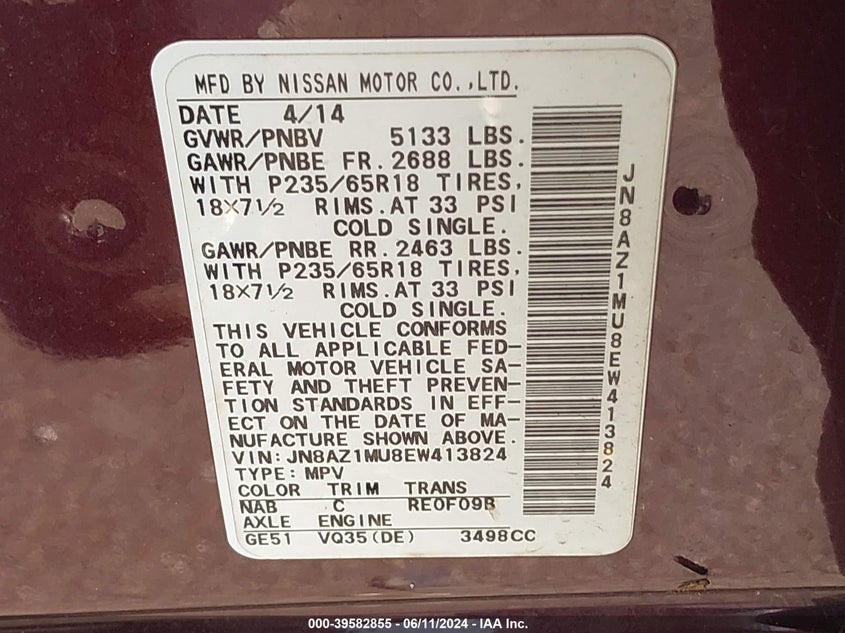 MFD BY NISSAN MOTOR CO.,LTD.
DATE 4/14
GVWR/PNBV 5133 LBS.
GAWR/PNBE FR. 2688 LBS.
WITH P235/65R18 TIRES,
18X7½ RIMS.AT 33 PSI
COLD SINGLE.
GAWR/PNBE RR. 2463 LBS.
WITH P235/65R18 TIRES,
18X7½ RIMS.AT 33 PSI
COLD SINGLE.
THIS VEHICLE CONFORMS
TO ALL APPLICABLE FED-
ERAL MOTOR VEHICLE SA-
FETY AND THEFT PREVEN-
TION STANDARDS IN EFF-
ECT ON THE DATE OF MA-
NUFACTURE SHOWN ABOVE.
VIN:JN8AZ1MU8EW413824
TYPE:MPV
COLOR TRIM TRANS
NAB C RE0F09B
AXLE ENGINE
GE51 VQ35(DE) 3498CC
JN8AZ1MU8EW413824
000-39582855 - 06/11/2024 - IAA Inc.